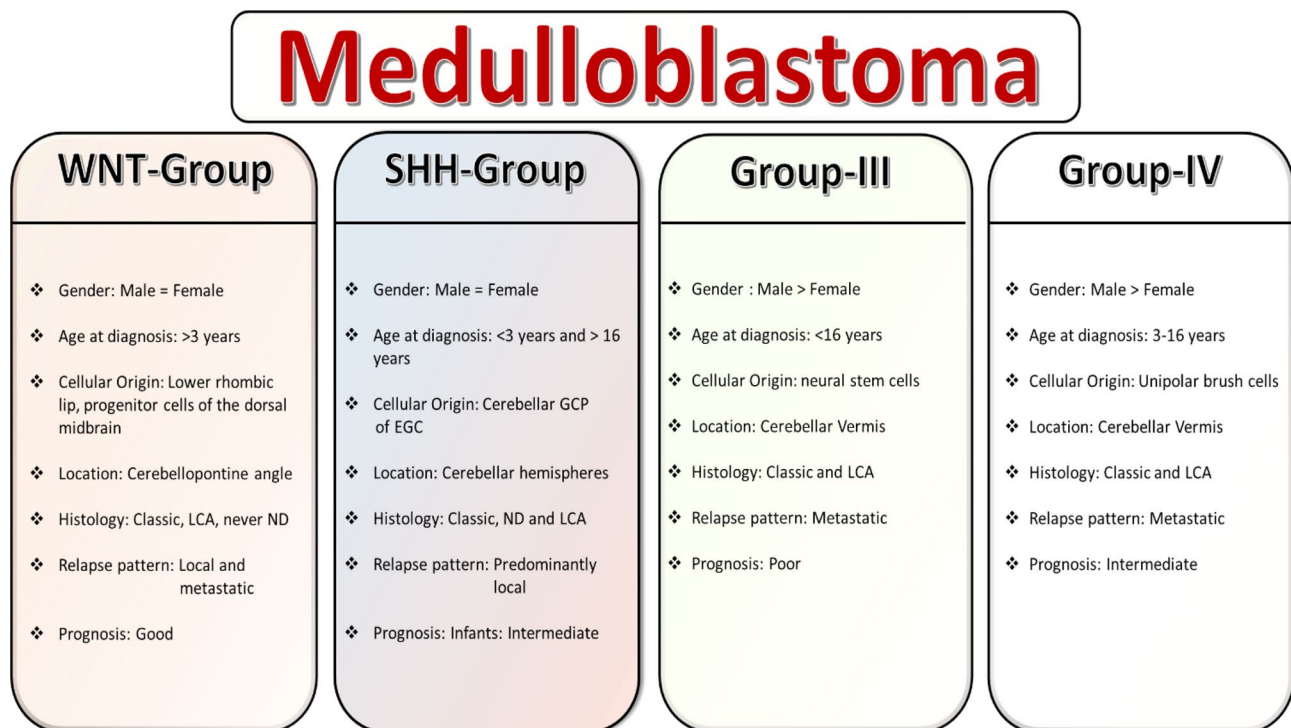 Medulloblastoma
WNT-Group
❖ Gender: Male = Female
❖ Age at diagnosis: >3 years
❖ Cellular Origin: Lower rhombic
lip, progenitor cells of the dorsal
midbrain
❖ Location: Cerebellopontine angle
❖ Histology: Classic, LCA, never ND
❖ Relapse pattern: Local and
metastatic
❖ Prognosis: Good
SHH-Group
❖ Gender: Male = Female
❖ Age at diagnosis: <3 years and > 16
years
❖ Cellular Origin: Cerebellar GCP
of EGC
❖ Location: Cerebellar hemispheres
❖ Histology: Classic, ND and LCA
❖ Relapse pattern: Predominantly
local
❖ Prognosis: Infants: Intermediate
Group-III
❖ Gender : Male > Female
❖ Age at diagnosis: <16 years
❖ Cellular Origin: neural stem cells
❖ Location: Cerebellar Vermis
❖ Histology: Classic and LCA
❖ Relapse pattern: Metastatic
❖ Prognosis: Poor
Group-IV
❖ Gender: Male > Female
❖ Age at diagnosis: 3-16 years
❖ Cellular Origin: Unipolar brush cells
❖ Location: Cerebellar Vermis
❖ Histology: Classic and LCA
❖ Relapse pattern: Metastatic
❖ Prognosis: Intermediate